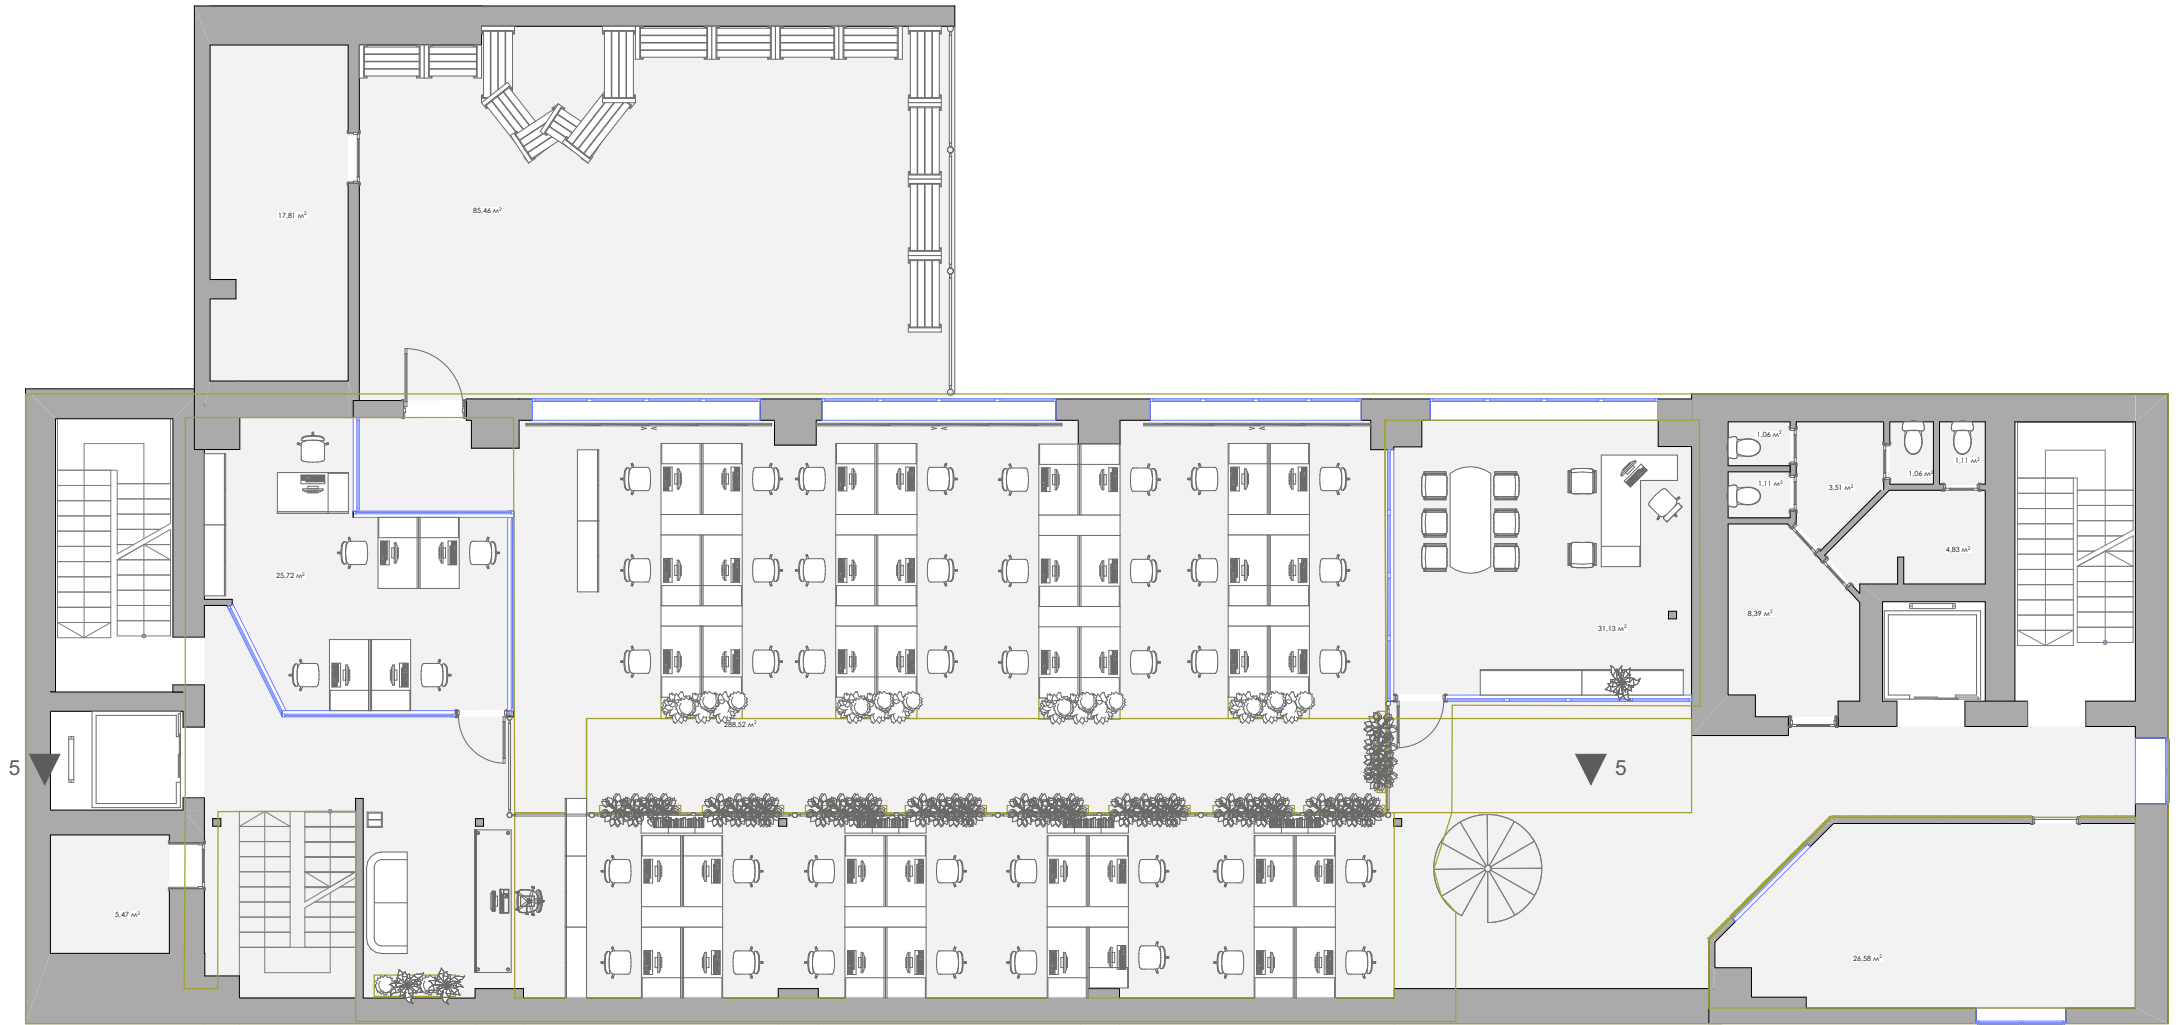 17,81 м²
85,46 м²
1,06 м²
1,11 м²
1,06 м²
3,51 м²
1,11 м²
4,83 м²
25,72 м²
8,39 м²
31,13 м²
288,52 м²
5
5
5,47 м²
26,58 м²